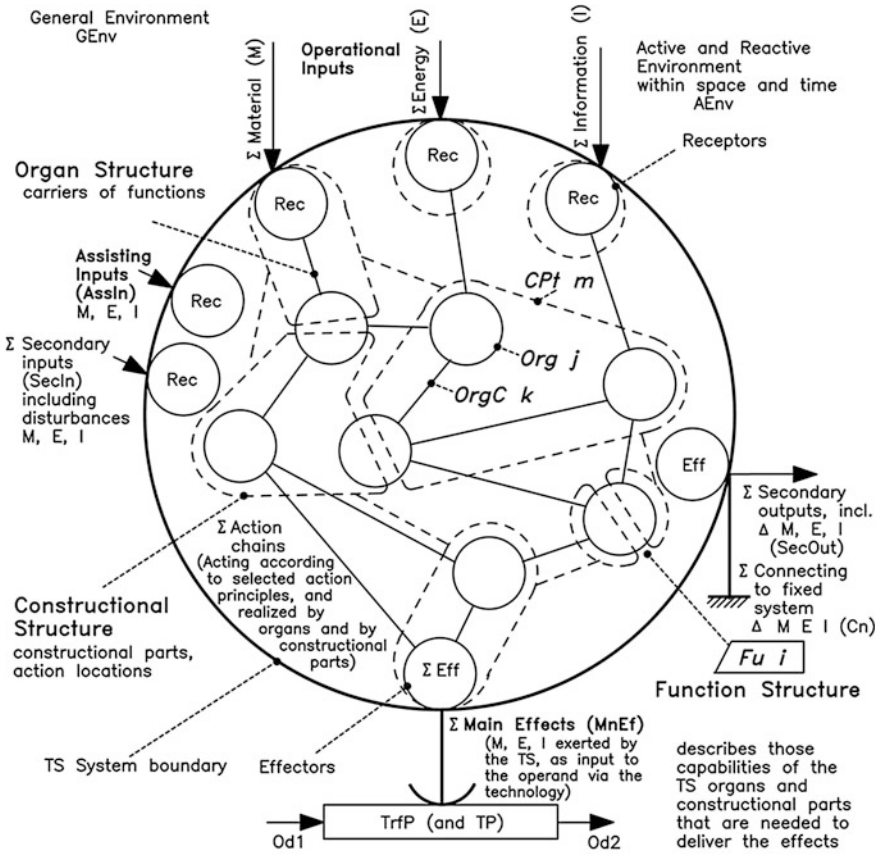 General Environment
GEnv
Σ Material (M)
Operational
Inputs
Σ Energy (E)
Σ Information (I)
Active and Reactive
Environment
within space and time
AEnv
Receptors
Rec
Rec
Rec
Organ Structure
carriers of functions
Assisting
Inputs
(AssIn)
M, E, I
Rec
Σ Secondary
inputs
(SecIn)
including
disturbances
M, E, I
Rec
CPt m
Org j
OrgC k
Eff
Σ Secondary
outputs, incl.
Δ M, E, I
(SecOut)
Σ Connecting
to fixed
system
Δ M E I (Cn)
Fu i
Function Structure
Σ Action
chains
(Acting according
to selected action
principles, and
realized by
organs and by
constructional parts)
Constructional
Structure
constructional parts,
action locations
Σ Eff
TS System boundary
Effectors
Σ Main Effects (MnEf)
(M, E, I exerted by
the TS, as input to
the operand via the
technology)
describes those
capabilities of the
TS organs and
constructional parts
that are needed to
deliver the effects
Od1
TrfP (and TP)
Od2